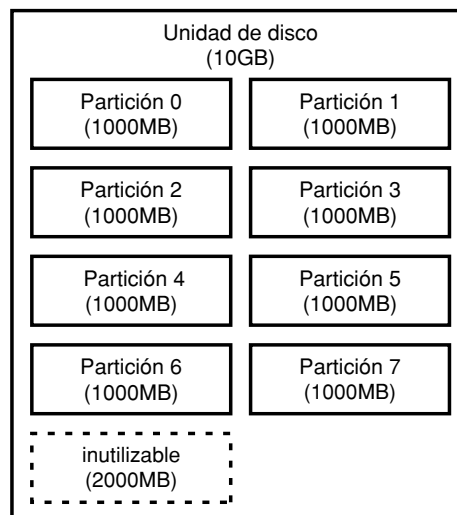 Unidad de disco
(10GB)
Partición 0
(1000MB)
Partición 1
(1000MB)
Partición 2
(1000MB)
Partición 3
(1000MB)
Partición 4
(1000MB)
Partición 5
(1000MB)
Partición 6
(1000MB)
Partición 7
(1000MB)
inutilizable
(2000MB)